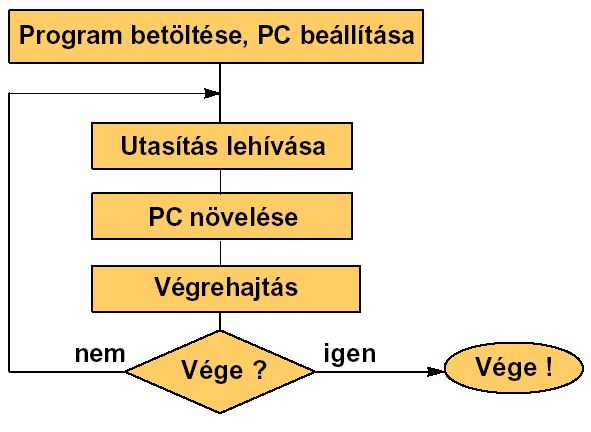 Program betöltése, PC beállítása
Utasítás lehívása
PC növelése
Végrehajtás
nem
Vége ?
igen
Vége !